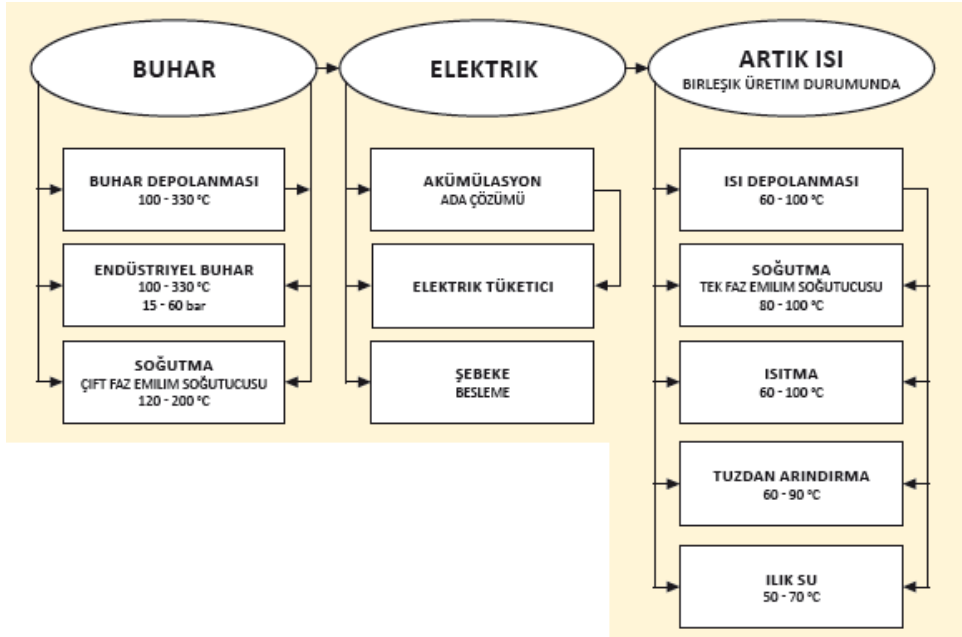 BUHAR
BUHAR DEPOLANMASI
100 - 330 °C
ENDÜSTRIYEL BUHAR
100 - 330 °C
15 - 60 bar
SOĞUTMA
ÇIFT FAZ EMILIM SOĞUTUCUSU
120 - 200 °C
ELEKTRIK
AKÜMÜLASYON
ADA ÇÖZÜMÜ
ELEKTRIK TÜKETICI
ŞEBEKE
BESLEME
ARTIK ISI
BIRLEŞIK ÜRETIM DURUMUNDA
ISI DEPOLANMASI
60 - 100 °C
SOĞUTMA
TEK FAZ EMILIM SOĞUTUCUSU
80 - 100 °C
ISITMA
60 - 100 °C
TUZDAN ARINDIRMA
60 - 90 °C
ILIK SU
50 - 70 °C